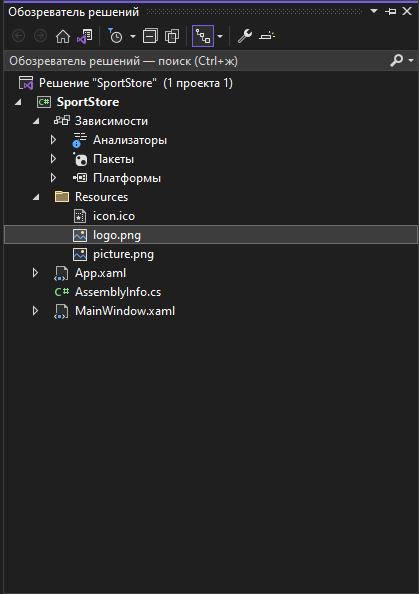 Обозреватель решений
Обозреватель решений — поиск (Ctrl+ж)
Решение "SportStore" (1 проекта 1)
C# SportStore
Зависимости
Анализаторы
Пакеты
Платформы
Resources
icon.ico
logo.png
picture.png
App.xaml
C# AssemblyInfo.cs
MainWindow.xaml